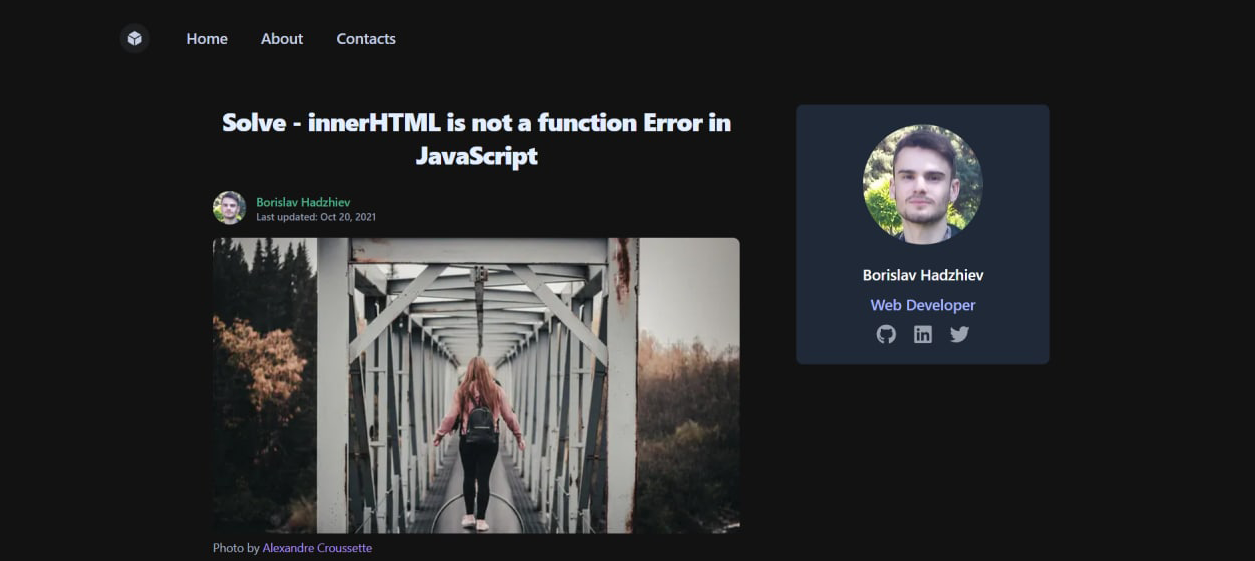 Home About Contacts
Solve - innerHTML is not a function Error in
JavaScript
Borislav Hadzhiev
Last updated: Oct 20, 2021
Photo by Alexandre Croussette
Borislav Hadzhiev
Web Developer